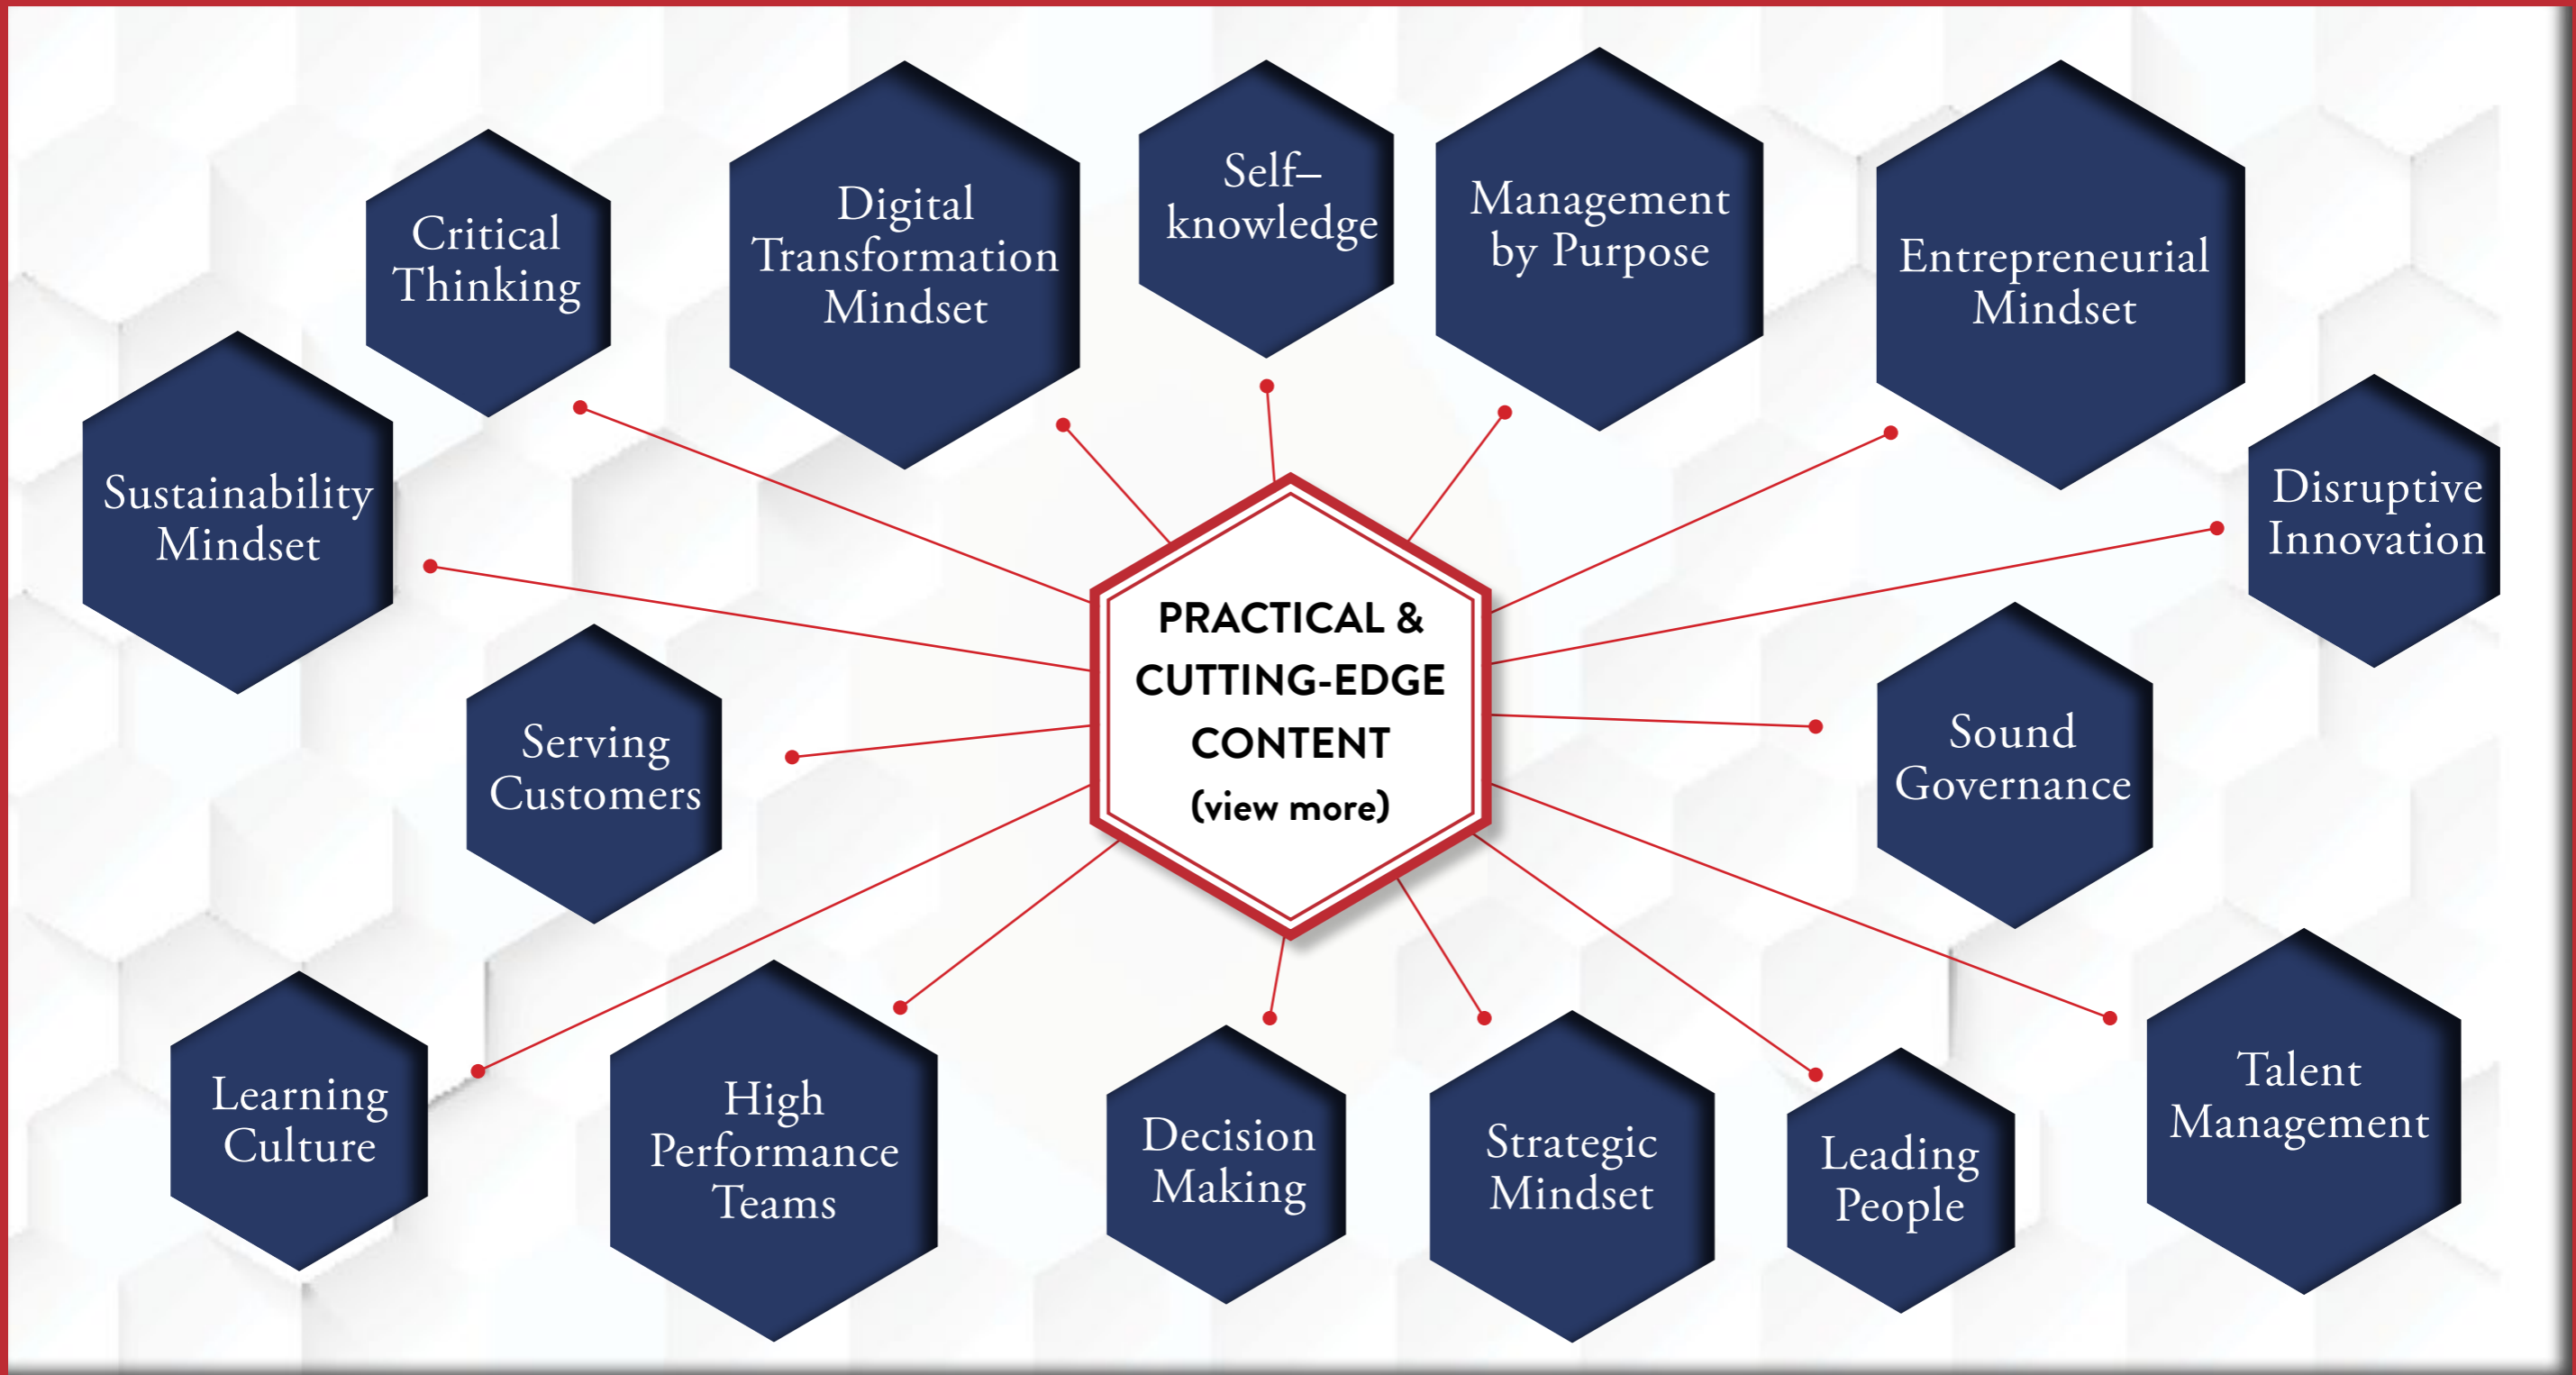 Critical
Thinking
Digital
Transformation
Mindset
Self–
knowledge
Management
by Purpose
Entrepreneurial
Mindset
Sustainability
Mindset
Disruptive
Innovation
PRACTICAL &
CUTTING-EDGE
CONTENT
(view more)
Serving
Customers
Sound
Governance
Learning
Culture
High
Performance
Teams
Decision
Making
Strategic
Mindset
Leading
People
Talent
Management